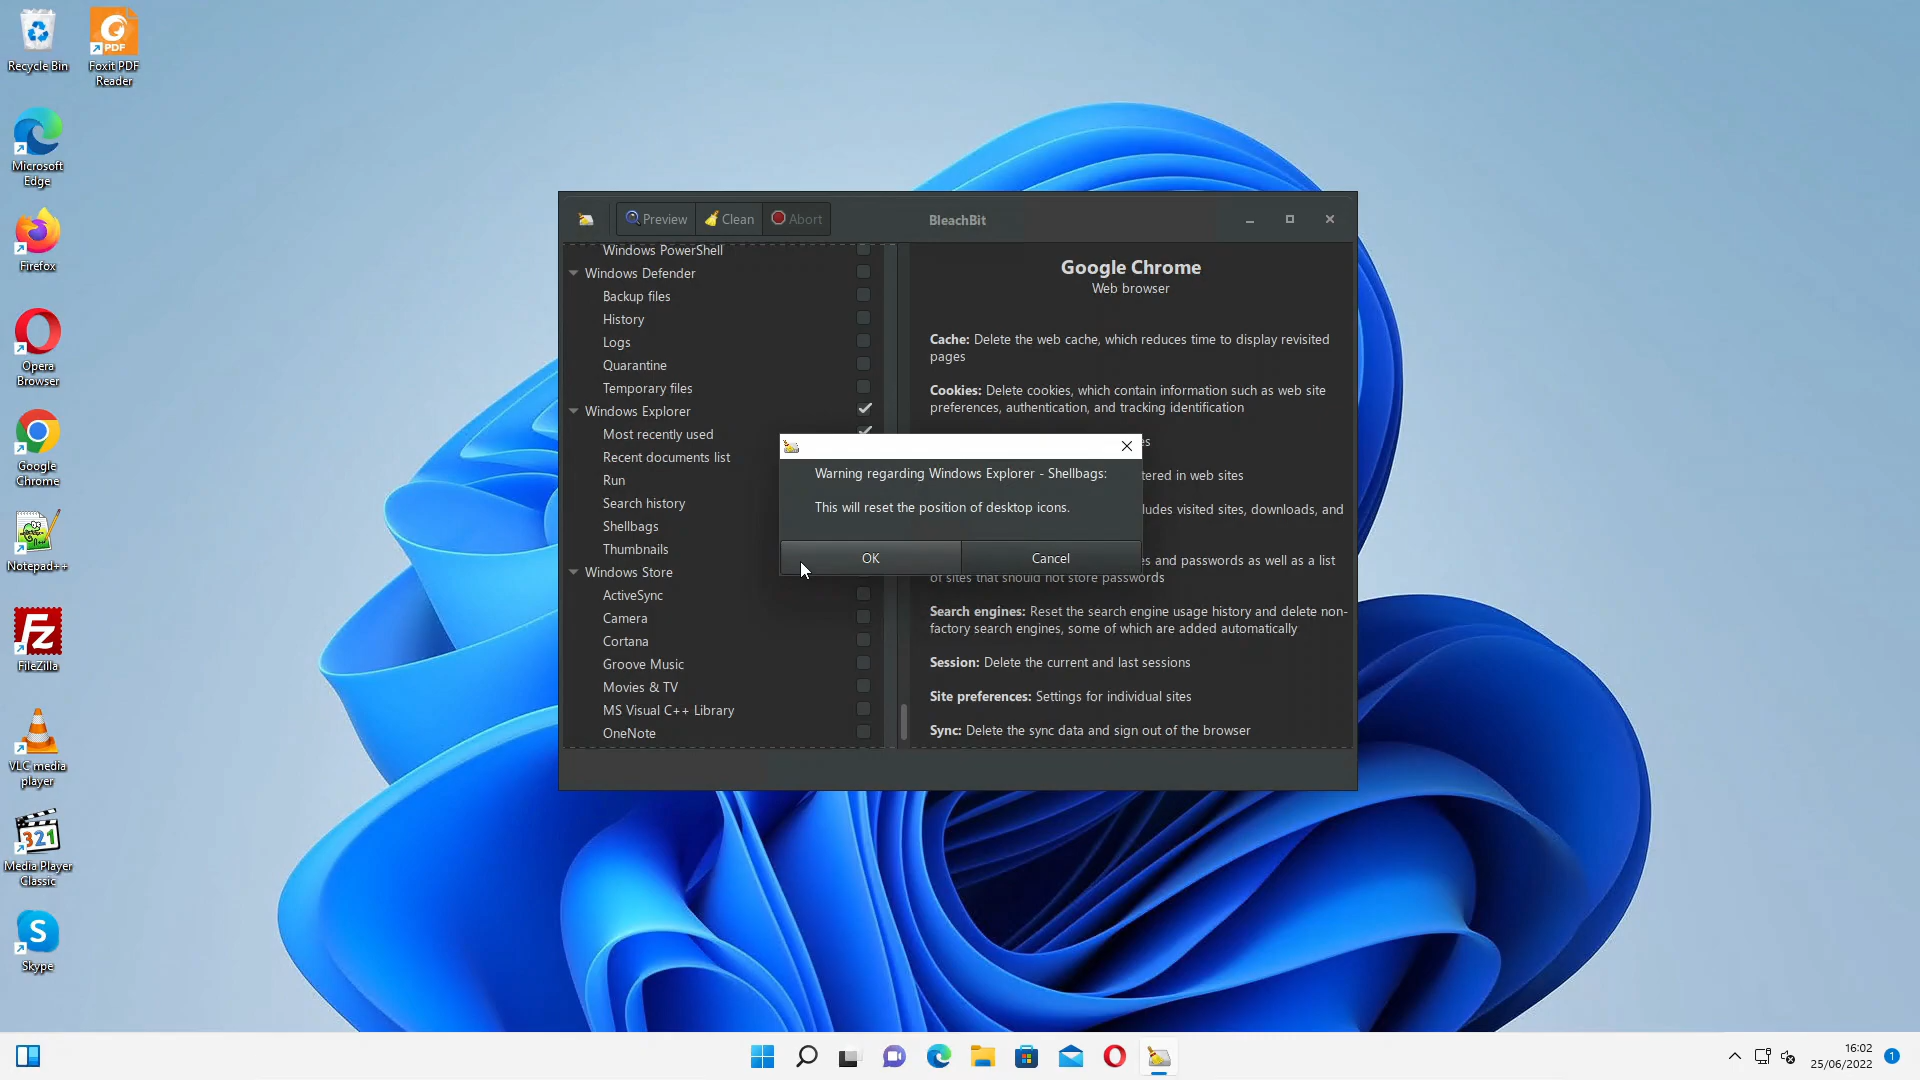 Recycle Bin
Foxit PDF
Reader
Microsoft
Edge
Firefox
Opera
Browser
Google
Chrome
Notepad++
FileZilla
VLC media
player
Media Player
Classic
Skype
Preview
Clean
Abort
BleachBit
Windows PowerShell
Windows Defender
Backup files
History
Logs
Quarantine
Temporary files
Windows Explorer
Most recently used
Recent documents list
Run
Search history
Shellbags
Thumbnails
Windows Store
ActiveSync
Camera
Cortana
Groove Music
Movies & TV
MS Visual C++ Library
OneNote
Google Chrome
Web browser
Cache: Delete the web cache, which reduces time to display revisited
pages
Cookies: Delete cookies, which contain information such as web site
preferences, authentication, and tracking identification
es
tered in web sites
ludes visited sites, downloads, and
es and passwords as well as a list
of sites that should not store passwords
Search engines: Reset the search engine usage history and delete non-
factory search engines, some of which are added automatically
Session: Delete the current and last sessions
Site preferences: Settings for individual sites
Sync: Delete the sync data and sign out of the browser
Warning regarding Windows Explorer - Shellbags:
This will reset the position of desktop icons.
OK
Cancel
16:02
25/06/2022
1